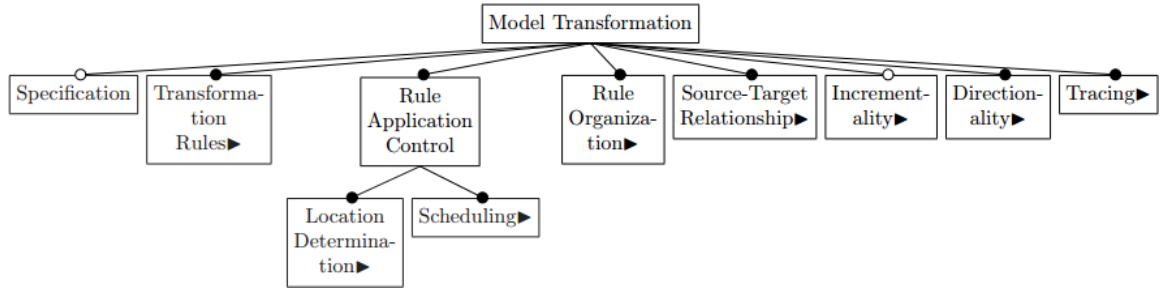 Model Transformation
Specification
Transforma-
tion
Rules▶
Rule
Application
Control
Rule
Organiza-
tion▶
Source-Target
Relationship▶
Increment-
ality▶
Direction-
ality▶
Tracing▶
Location
Determina-
tion▶
Scheduling▶